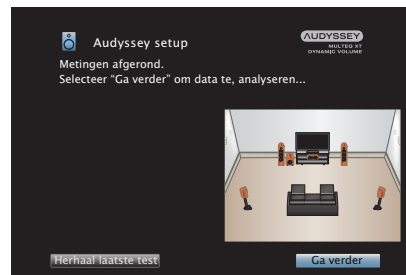 Audyssey setup
AUDYSSEY
MULTEQ XT
DYNAMIC VOLUME
Metingen afgerond.
Selecteer “Ga verder” om data te, analyseren...
Herhaal laatste test
Ga verder